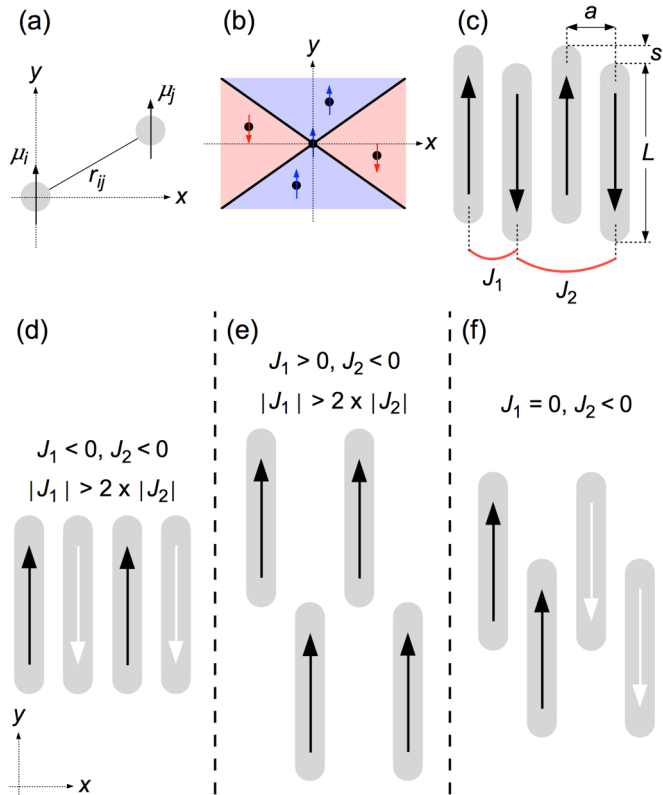 (a)
y
μj
μi
rij
x
(b)
y
x
(c)
a
s
L
J1
J2
(d)
J1 < 0, J2 < 0
|J1| > 2 x |J2|
y
x
(e)
J1 > 0, J2 < 0
|J1| > 2 x |J2|
(f)
J1 = 0, J2 < 0